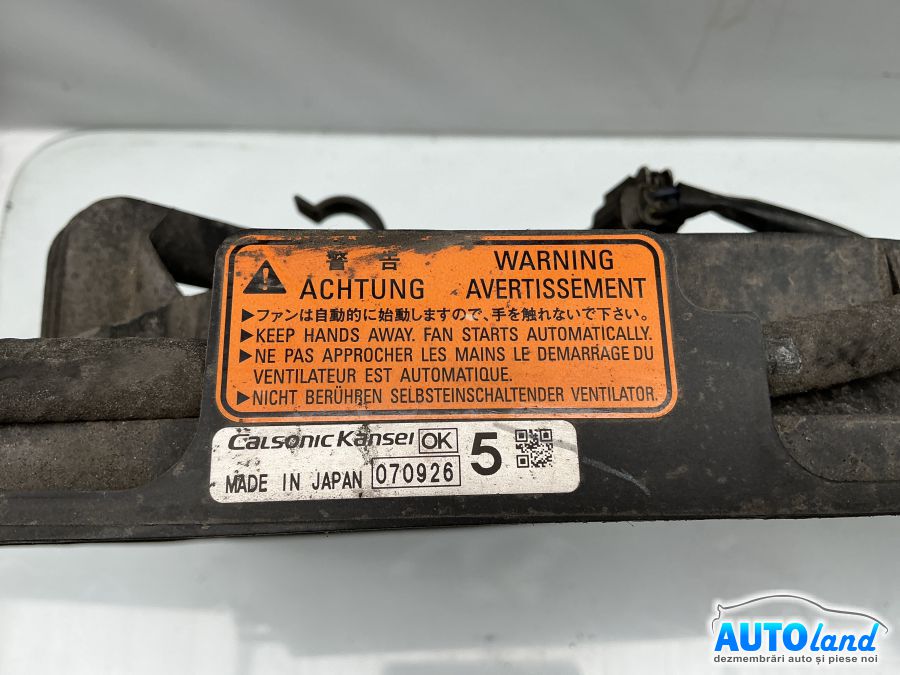 警告 WARNING
ACHTUNG AVERTISSEMENT
▶ファンは自動的に始動しますので、手を触れないで下さい。
▶KEEP HANDS AWAY. FAN STARTS AUTOMATICALLY.
▶NE PAS APPROCHER LES MAINS LE DEMARRAGE DU
VENTILATEUR EST AUTOMATIQUE.
▶NICHT BERÜHREN SELBSTEINSCHALTENDER VENTILATOR.
CALSONIC KANSEI OK 5
MADE IN JAPAN 070926
AUTOland
dezmembrări auto și piese noi